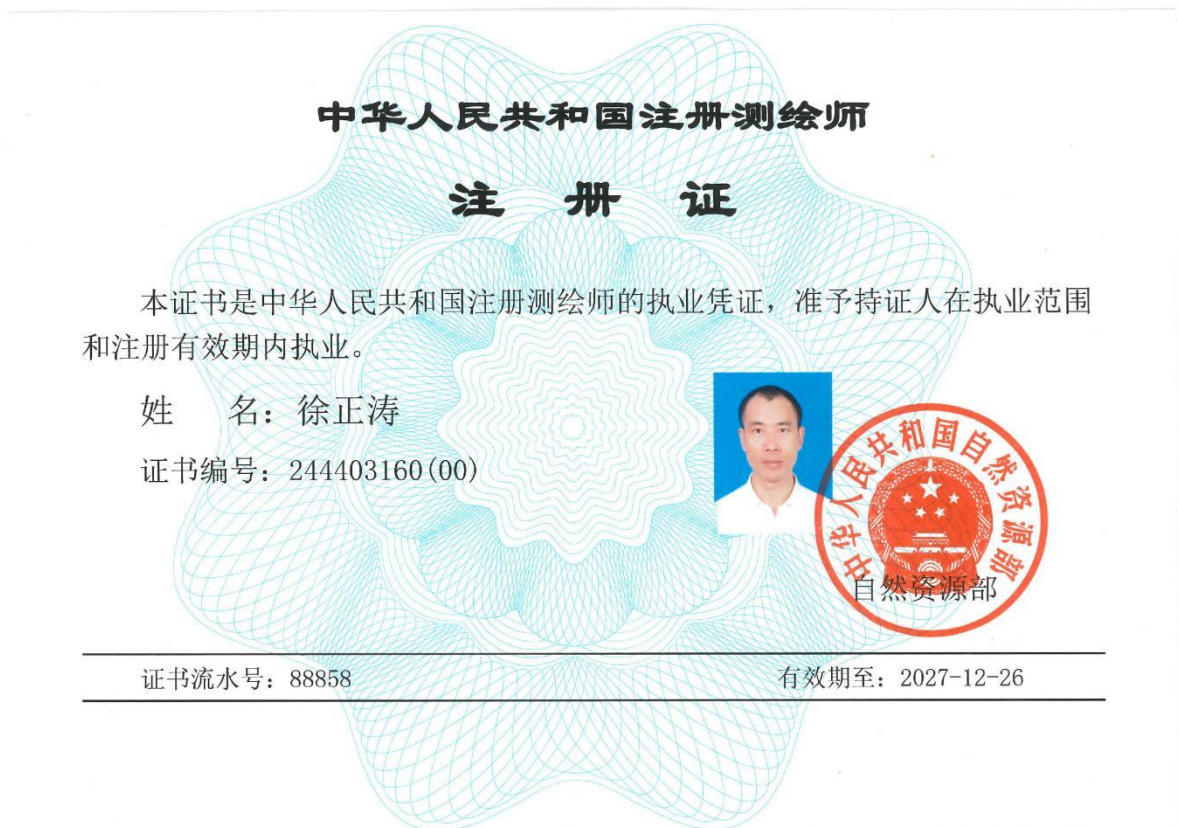 中华人民共和国注册测绘师
注 册 证
本证书是中华人民共和国注册测绘师的执业凭证，准予持证人在执业范围
和注册有效期内执业。
姓 名：徐正涛
证书编号：244403160(00)
中华人民共和国自然资源部
自然资源部
证书流水号：88858 有效期至：2027-12-26